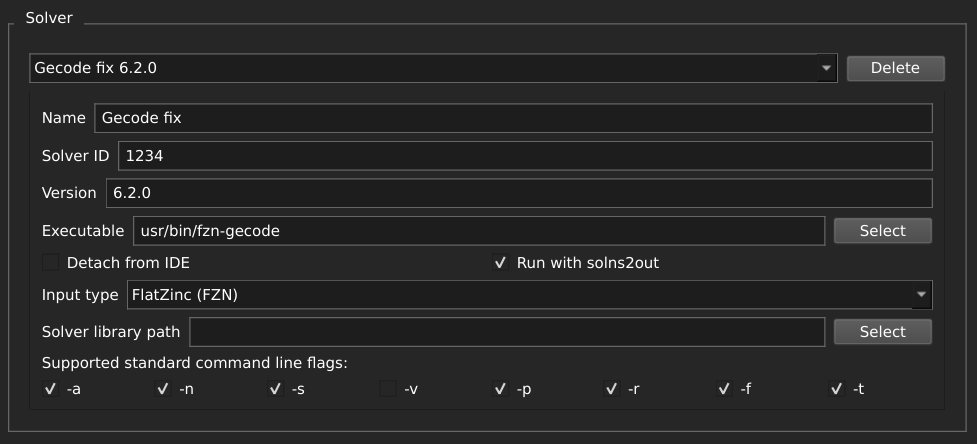 Solver
Gecode fix 6.2.0 Delete
Name Gecode fix
Solver ID 1234
Version 6.2.0
Executable usr/bin/fzn-gecode Select
Detach from IDE Run with solns2out
Input type FlatZinc (FZN)
Solver library path Select
Supported standard command line flags:
-a -n -s -v -p -r -f -t